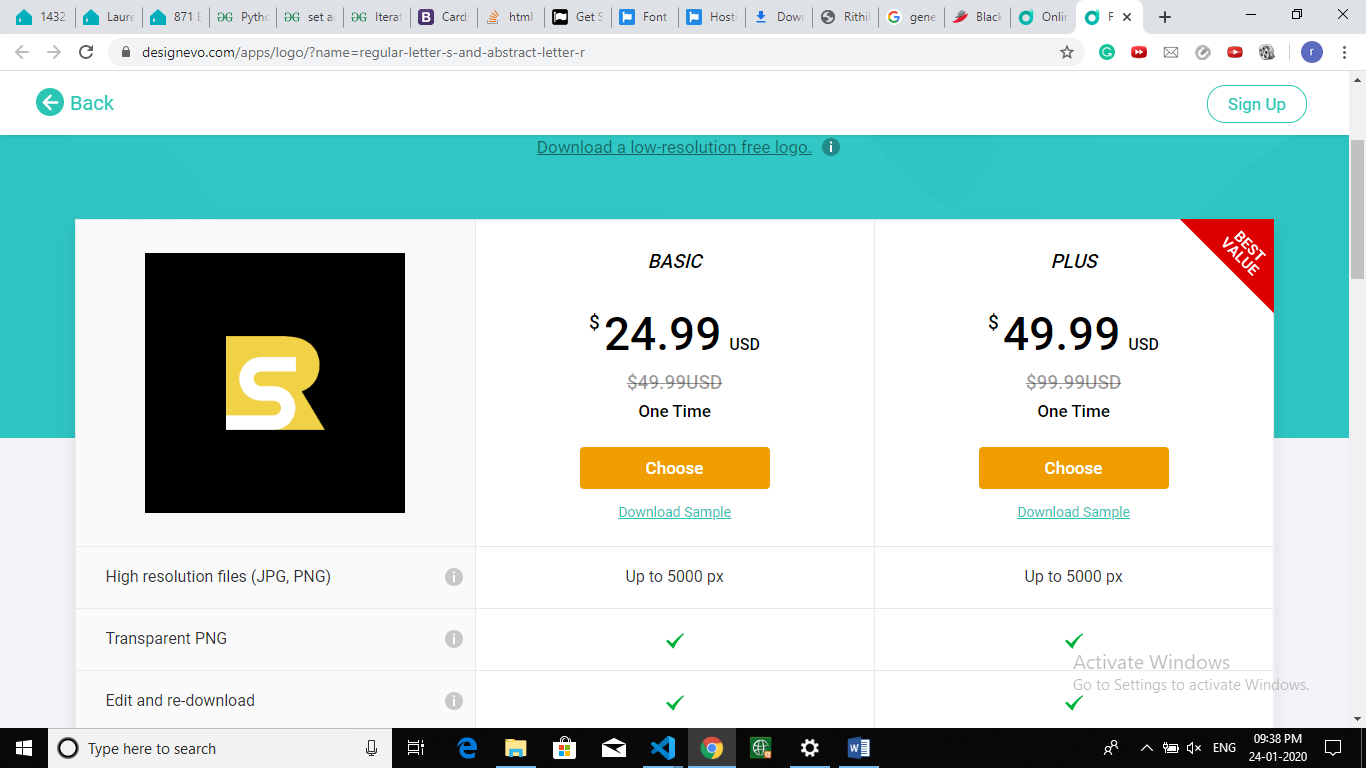 1432
Laure
871 E
Pytho
set a
Iterat
B Card
html
Get S
Font
Host
Dow
Rithi
G gene
Black
Onlir
F
designevo.com/apps/logo/?name=regular-letter-s-and-abstract-letter-r
r
Back
Sign Up
Download a low-resolution free logo. i
BEST
VALUE
BASIC
PLUS
$24.99 USD
$49.99 USD
$49.99USD
$99.99USD
One Time
One Time
Choose
Choose
Download Sample
Download Sample
SR
High resolution files (JPG, PNG) i
Up to 5000 px
Up to 5000 px
Transparent PNG i
Edit and re-download i
Activate Windows
Go to Settings to activate Windows.
Type here to search
ENG
09:38 PM
24-01-2020